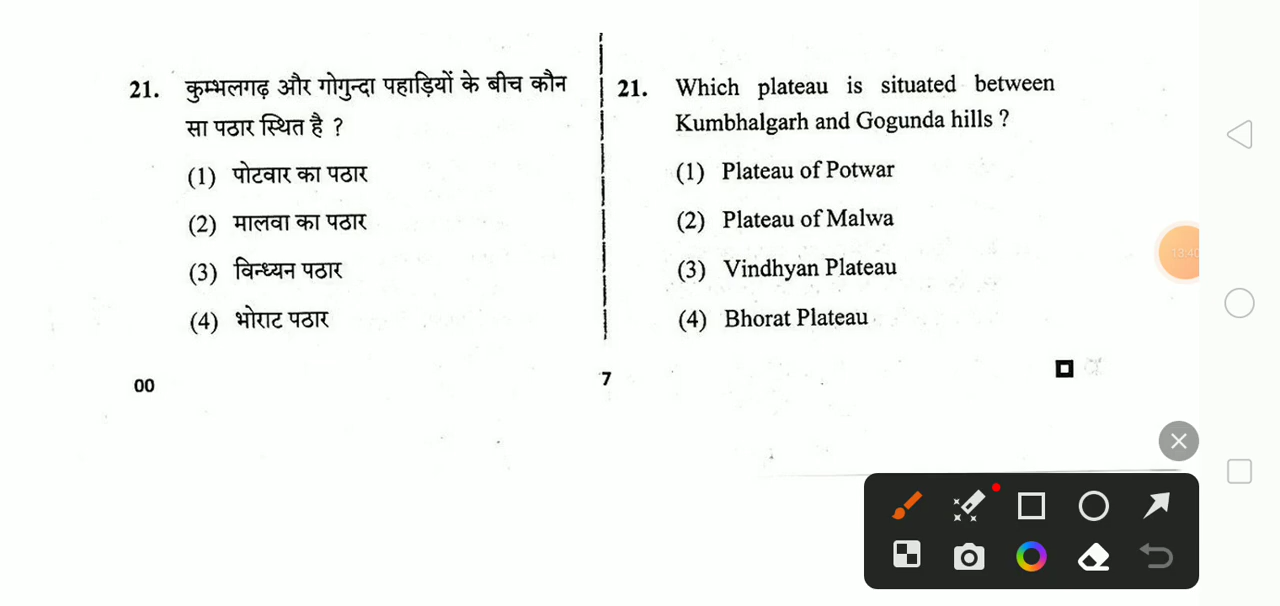 21. कुम्भलगढ़ और गोगुन्दा पहाड़ियों के बीच कौन
सा पठार स्थित है ?
(1) पोटवार का पठार
(2) मालवा का पठार
(3) विन्ध्यन पठार
(4) भोराट पठार
21. Which plateau is situated between
Kumbhalgarh and Gogunda hills ?
(1) Plateau of Potwar
(2) Plateau of Malwa
(3) Vindhyan Plateau
(4) Bhorat Plateau
00
7
13:40